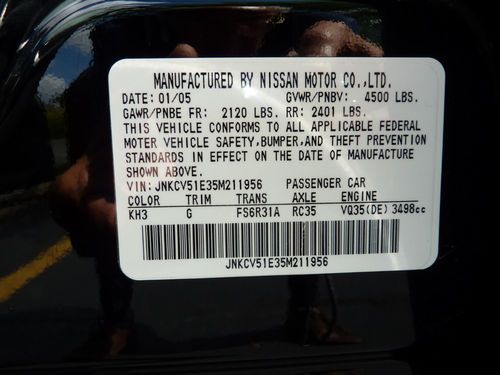 MANUFACTURED BY NISSAN MOTOR CO.,LTD.
DATE: 01/05 GVWR/PNBV: 4500 LBS.
GAWR/PNBE FR: 2120 LBS. RR: 2401 LBS.
THIS VEHICLE CONFORMS TO ALL APPLICABLE FEDERAL
MOTOR VEHICLE SAFETY, BUMPER, AND THEFT PREVENTION
STANDARDS IN EFFECT ON THE DATE OF MANUFACTURE
SHOWN ABOVE.
VIN: JNKCV51E35M211956 PASSENGER CAR
COLOR TRIM TRANS AXLE ENGINE
KH3 G FS6R31A RC35 VQ35(DE) 3498cc
JNKCV51E35M211956